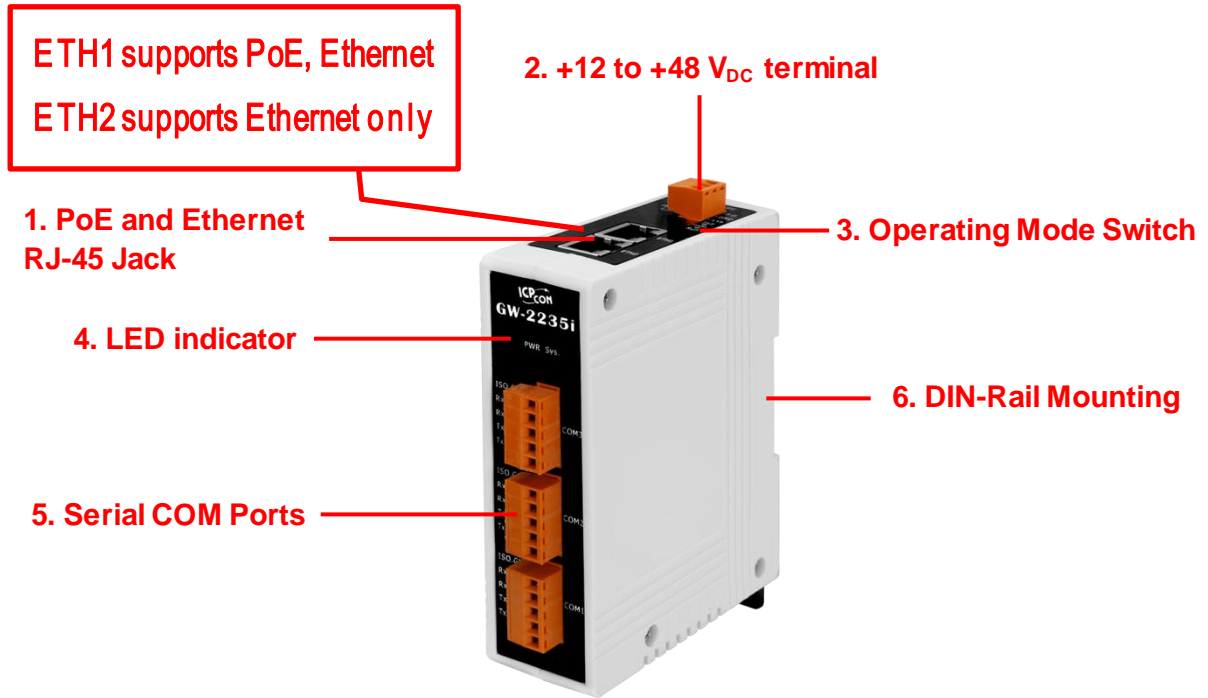 ETH1 supports PoE, Ethernet
ETH2 supports Ethernet only
2. +12 to +48 VDC terminal
1. PoE and Ethernet
RJ-45 Jack
3. Operating Mode Switch
4. LED indicator
5. Serial COM Ports
6. DIN-Rail Mounting
ICP CON
GW-2235i
PWR Sys.
COM3
COM2
COM1